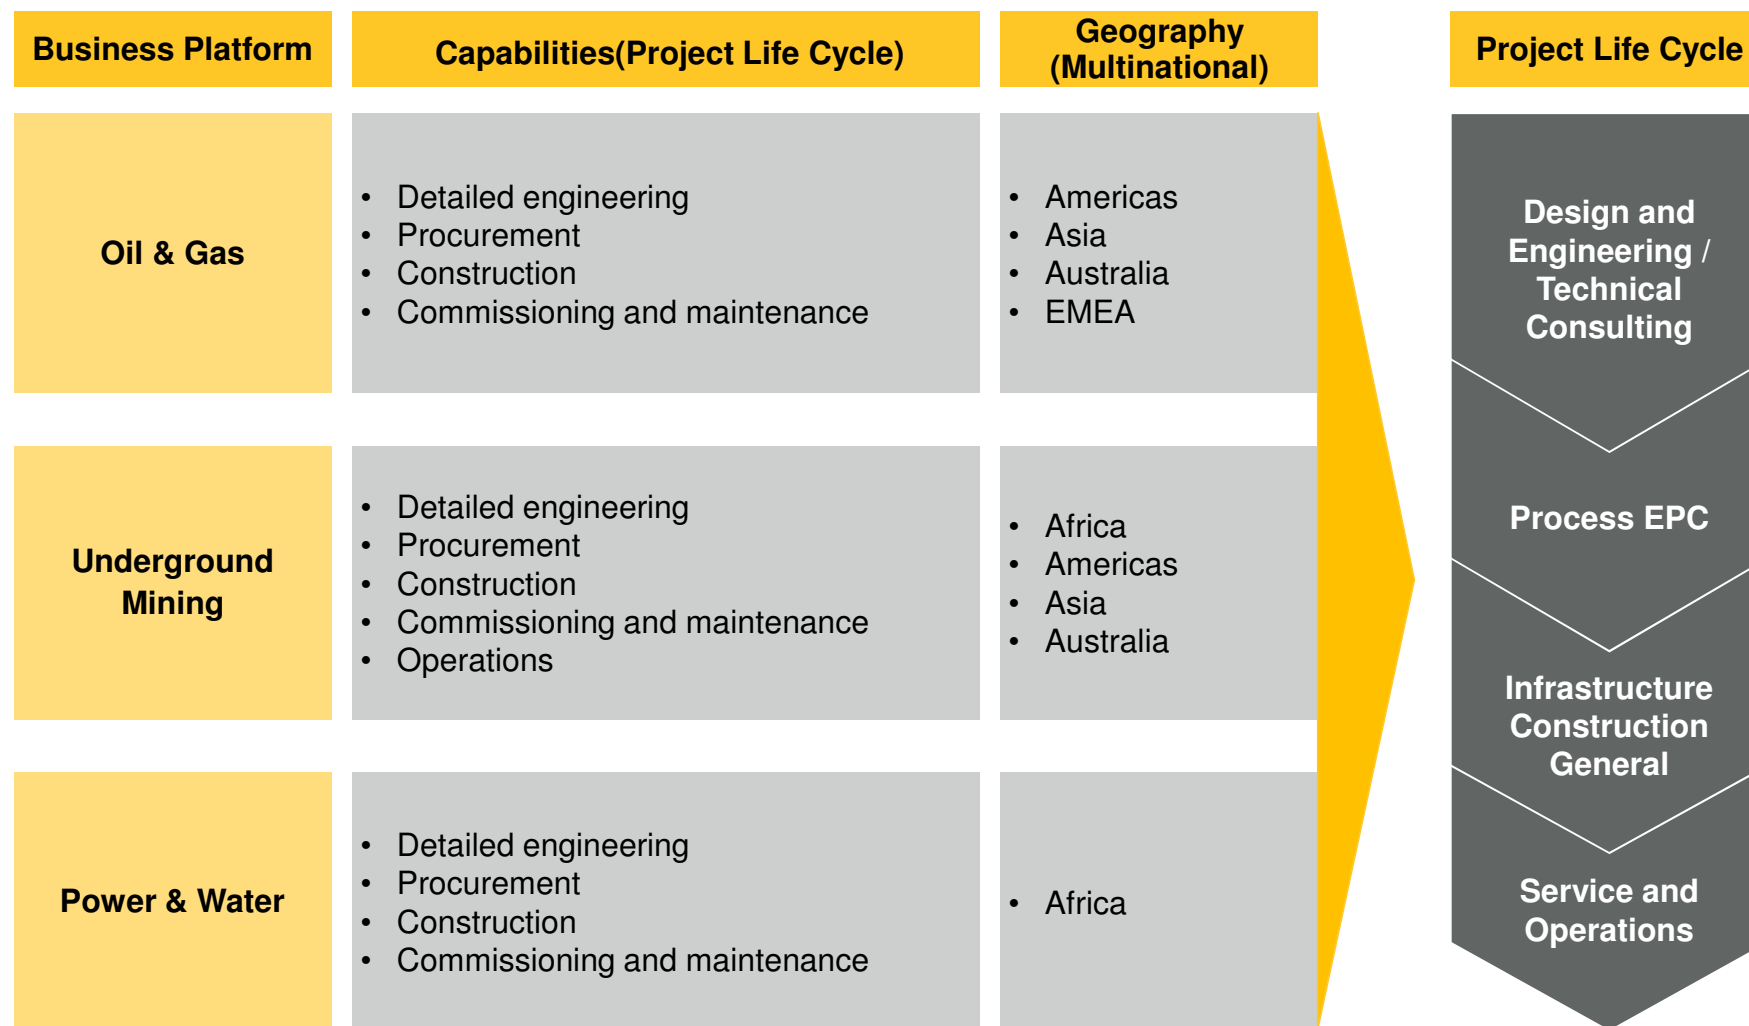 Business Platform
Capabilities(Project Life Cycle)
Geography
(Multinational)
Project Life Cycle
Oil & Gas
• Detailed engineering
• Procurement
• Construction
• Commissioning and maintenance
• Americas
• Asia
• Australia
• EMEA
Underground
Mining
• Detailed engineering
• Procurement
• Construction
• Commissioning and maintenance
• Operations
• Africa
• Americas
• Asia
• Australia
Power & Water
• Detailed engineering
• Procurement
• Construction
• Commissioning and maintenance
• Africa
Design and
Engineering /
Technical
Consulting
Process EPC
Infrastructure
Construction
General
Service and
Operations